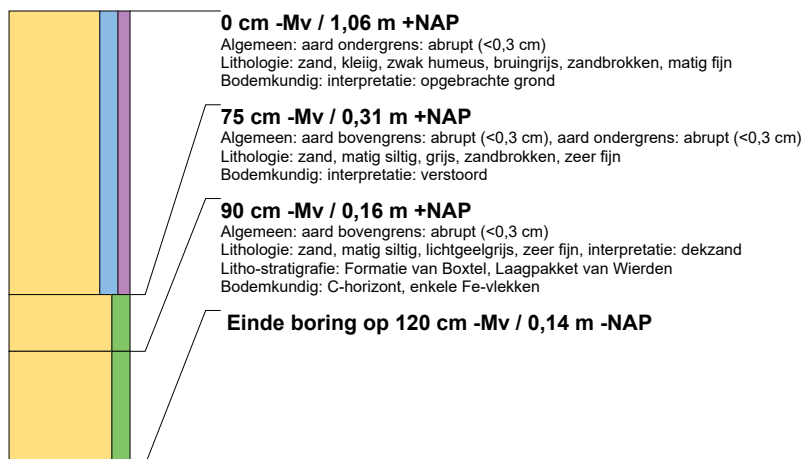 0 cm -Mv / 1,06 m +NAP
Algemeen: aard ondergrens: abrupt (<0,3 cm)
Lithologie: zand, kleiig, zwak humeus, bruingrijs, zandbrokken, matig fijn
Bodemkundig: interpretatie: opgebrachte grond
75 cm -Mv / 0,31 m +NAP
Algemeen: aard bovengrens: abrupt (<0,3 cm), aard ondergrens: abrupt (<0,3 cm)
Lithologie: zand, matig siltig, grijs, zandbrokken, zeer fijn
Bodemkundig: interpretatie: verstoord
90 cm -Mv / 0,16 m +NAP
Algemeen: aard bovengrens: abrupt (<0,3 cm)
Lithologie: zand, matig siltig, lichtgeelgrijs, zeer fijn, interpretatie: dekzand
Litho-stratigrafie: Formatie van Boxtel, Laagpakket van Wierden
Bodemkundig: C-horizont, enkele Fe-vlekken
Einde boring op 120 cm -Mv / 0,14 m -NAP